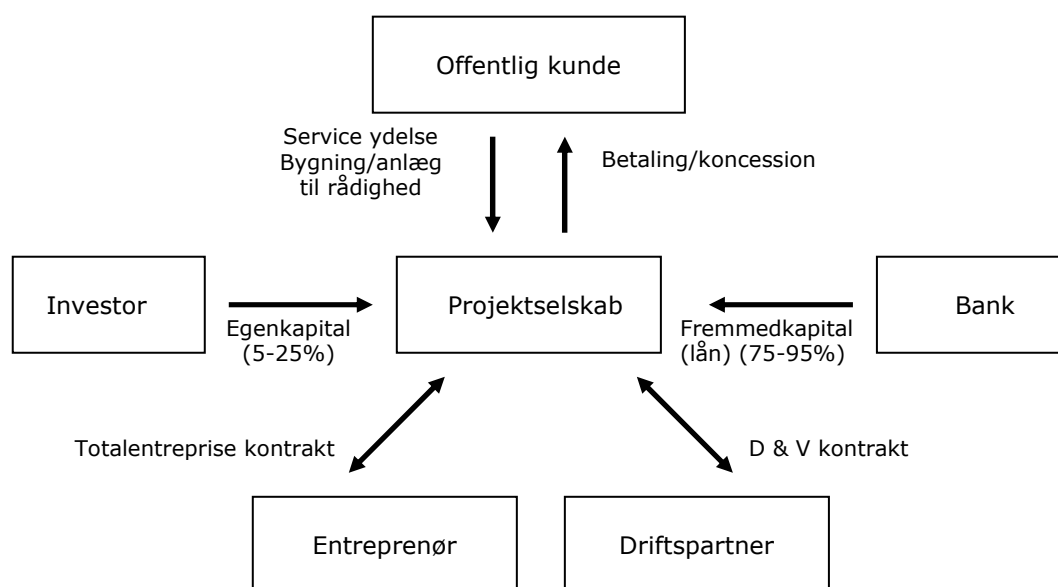 Offentlig kunde
Service ydelse
Bygning/anlæg
til rådighed
Betaling/koncession
Investor
Projektselskab
Bank
Egenkapital
(5-25%)
Fremmedkapital
(lån) (75-95%)
Totalentreprise kontrakt
D & V kontrakt
Entreprenør
Driftspartner